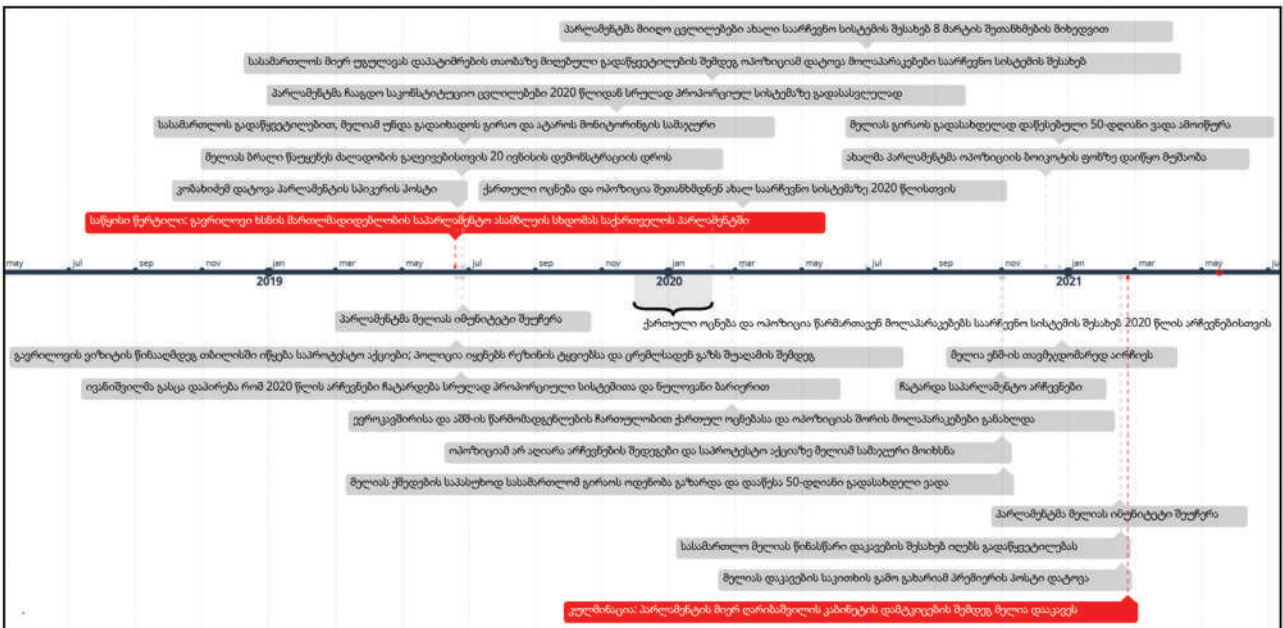 პარლამენტმა მიიღო ცვლილებები ახალი საარჩევნო სისტემის შესახებ 8 მარტის შეთანხმების მიხედვით
სასამართლოს მიერ უგულავას დაპატიმრების თაობაზე მიღებული გადაწყვეტილების შემდეგ ოპოზიციამ დატოვა მოლაპარაკებები საარჩევნო სისტემის შესახებ
პარლამენტმა ჩააგდო საკონსტიტუციო ცვლილებები 2020 წლიდან სრულად პროპორციულ სისტემაზე გადასასვლელად
სასამართლოს გადაწყვეტილებით, მელიამ უნდა გადაიხადოს გირაო და ატაროს მონიტორინგის სამაჯური
მელიას გირაოს გადასახდელად დაწესებული 50-დღიანი ვადა ამოიწურა
მელიას ბრალი წაუყენეს ძალადობის გაღვივებისთვის 20 ივნისის დემონსტრაციის დროს
ახალმა პარლამენტმა ოპოზიციის ბოიკოტის ფონზე დაიწყო მუშაობა
კობახიძემ დატოვა პარლამენტის სპიკერის პოსტი
ქართული ოცნება და ოპოზიცია შეთანხმდნენ ახალ საარჩევნო სისტემაზე 2020 წლისთვის
საწყისი წერტილი: გავრილოვი ხსნის მართლმადიდებლობის საპარლამენტო ასამბლეის სხდომას საქართველოს პარლამენტში
may jul sep nov jan mar may jul sep nov jan mar may jul sep nov jan mar may ju
2019 2020 2021
პარლამენტმა მელიას იმუნიტეტი შეუჩერა
ქართული ოცნება და ოპოზიცია წარმართავენ მოლაპარაკებებს საარჩევნო სისტემის შესახებ 2020 წლის არჩევნებისთვის
გავრილოვის ვიზიტის წინააღმდეგ თბილისში იწყება საპროტესტო აქციები; პოლიცია იყენებს რეზინის ტყვიებსა და ცრემლსადენ გაზს შუაღამის შემდეგ
მელია ენმ-ის თავმჯდომარედ აირჩიეს
ივანიშვილმა გასცა დაპირება რომ 2020 წლის არჩევნები ჩატარდება სრულად პროპორციული სისტემითა და ნულოვანი ბარიერით
ჩატარდა საპარლამენტო არჩევნები
ევროკავშირისა და აშშ-ის წარმომადგენლების ჩართულობით ქართულ ოცნებასა და ოპოზიციას შორის მოლაპარაკებები განახლდა
ოპოზიციამ არ აღიარა არჩევნების შედეგები და საპროტესტო აქციაზე მელიამ სამაჯური მოიხსნა
მელიას ქმედების საპასუხოდ სასამართლომ გირაოს ოდენობა გაზარდა და დააწესა 50-დღიანი გადასახდელი ვადა
პარლამენტმა მელიას იმუნიტეტი შეუჩერა
სასამართლო მელიას წინასწარი დაკავების შესახებ იღებს გადაწყვეტილებას
მელიას დაკავების საკითხის გამო გახარიამ პრემიერის პოსტი დატოვა
კულმინაცია: პარლამენტის მიერ ღარიბაშვილის კაბინეტის დამტკიცების შემდეგ მელია დააკავეს